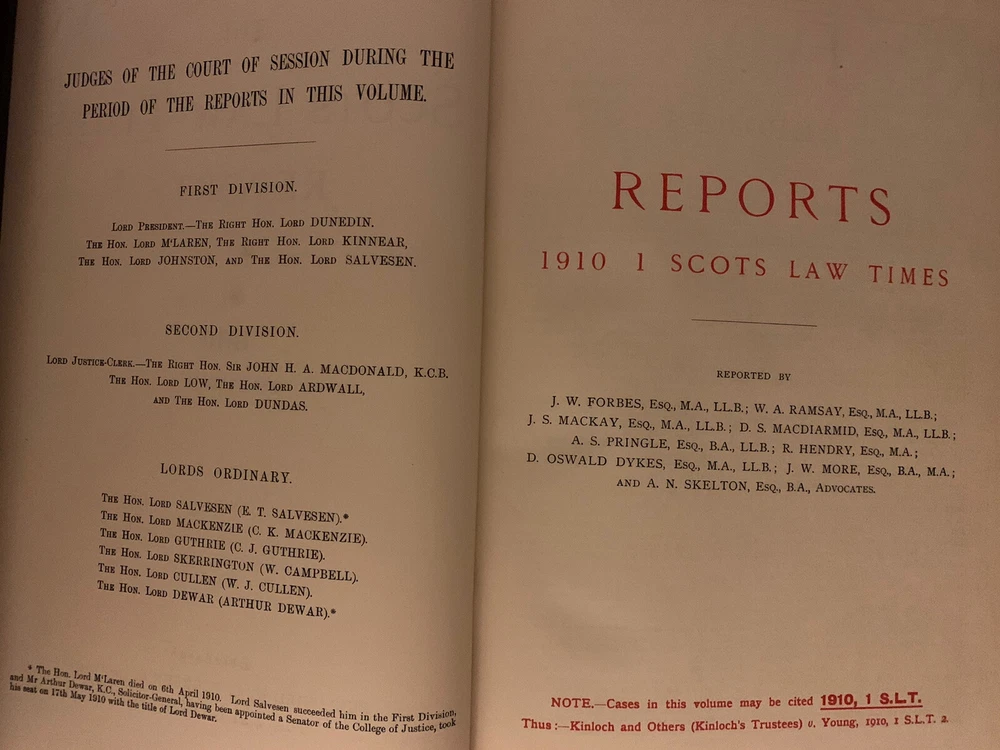 JUDGES OF THE COURT OF SESSION DURING THE
PERIOD OF THE REPORTS IN THIS VOLUME.
FIRST DIVISION.
LORD PRESIDENT.—THE RIGHT HON. LORD DUNEDIN.
THE HON. LORD M'LAREN, THE RIGHT HON. LORD KINNEAR,
THE HON. LORD JOHNSTON, AND THE HON. LORD SALVESEN.
SECOND DIVISION.
LORD JUSTICE-CLERK.—THE RIGHT HON. SIR JOHN H. A. MACDONALD, K.C.B.
THE HON. LORD LOW, THE HON. LORD ARDWALL,
AND THE HON. LORD DUNDAS.
LORDS ORDINARY.
THE HON. LORD SALVESEN (E. T. SALVESEN).*
THE HON. LORD MACKENZIE (C. K. MACKENZIE).
THE HON. LORD GUTHRIE (C. J. GUTHRIE).
THE HON. LORD SKERRINGTON (W. CAMPBELL).
THE HON. LORD CULLEN (W. J. CULLEN).
THE HON. LORD DEWAR (ARTHUR DEWAR).*
* The Hon. Lord M'Laren died on 6th April 1910. Lord Salvesen succeeded him in the First Division,
and Mr Arthur Dewar, K.C., Solicitor-General, having been appointed a Senator of the College of Justice, took
his seat on 17th May 1910 with the title of Lord Dewar.
REPORTS
1910 1 SCOTS LAW TIMES
REPORTED BY
J. W. FORBES, ESQ., M.A., LL.B.; W. A. RAMSAY, ESQ., M.A., LL.B.;
J. S. MACKAY, ESQ., M.A., LL.B.; D. S. MACDIARMID, ESQ., M.A., LL.B.;
A. S. PRINGLE, ESQ., B.A., LL.B.; R. HENDRY, ESQ., M.A.;
D. OSWALD DYKES, ESQ., M.A., LL.B.; J. W. MORE, ESQ., B.A., M.A.;
AND A. N. SKELTON, ESQ., B.A., ADVOCATES.
NOTE.—Cases in this volume may be cited 1910, 1 S.L.T.
Thus:—Kinloch and Others (Kinloch's Trustees) v. Young, 1910, 1 S.L.T. 2.